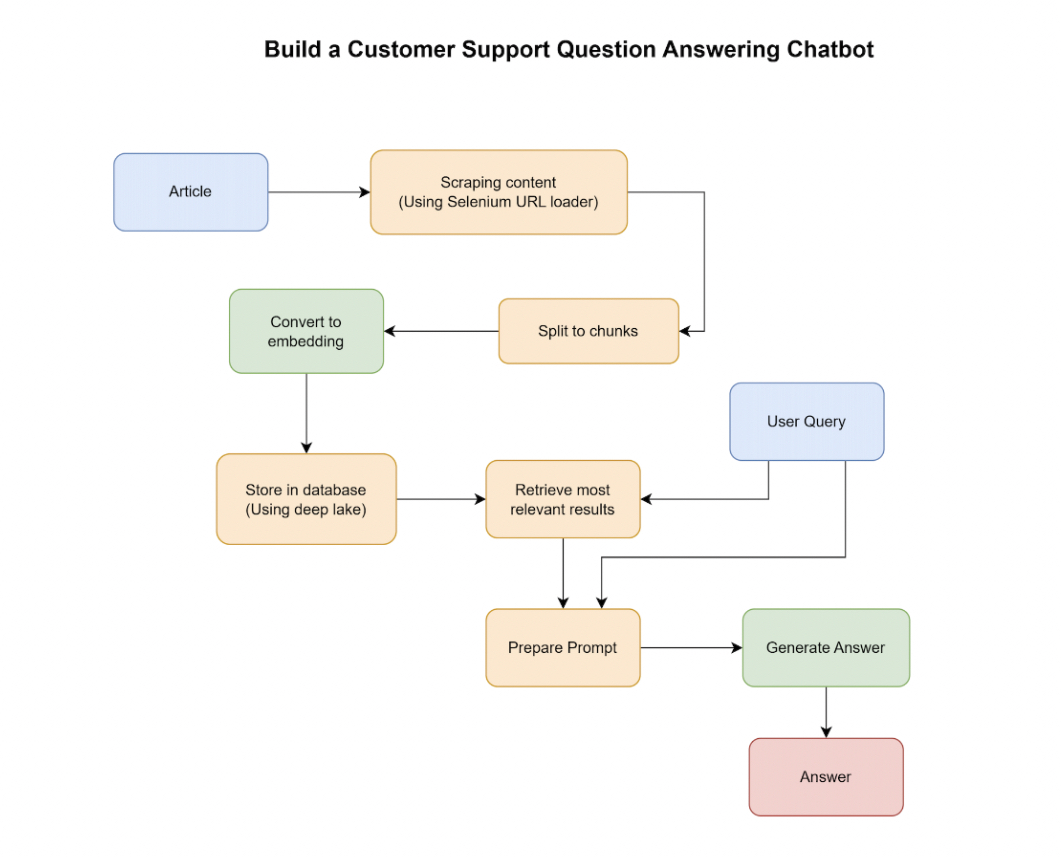 Build a Customer Support Question Answering Chatbot
Article
Scraping content
(Using Selenium URL loader)
Convert to
embedding
Split to chunks
User Query
Store in database
(Using deep lake)
Retrieve most
relevant results
Prepare Prompt
Generate Answer
Answer